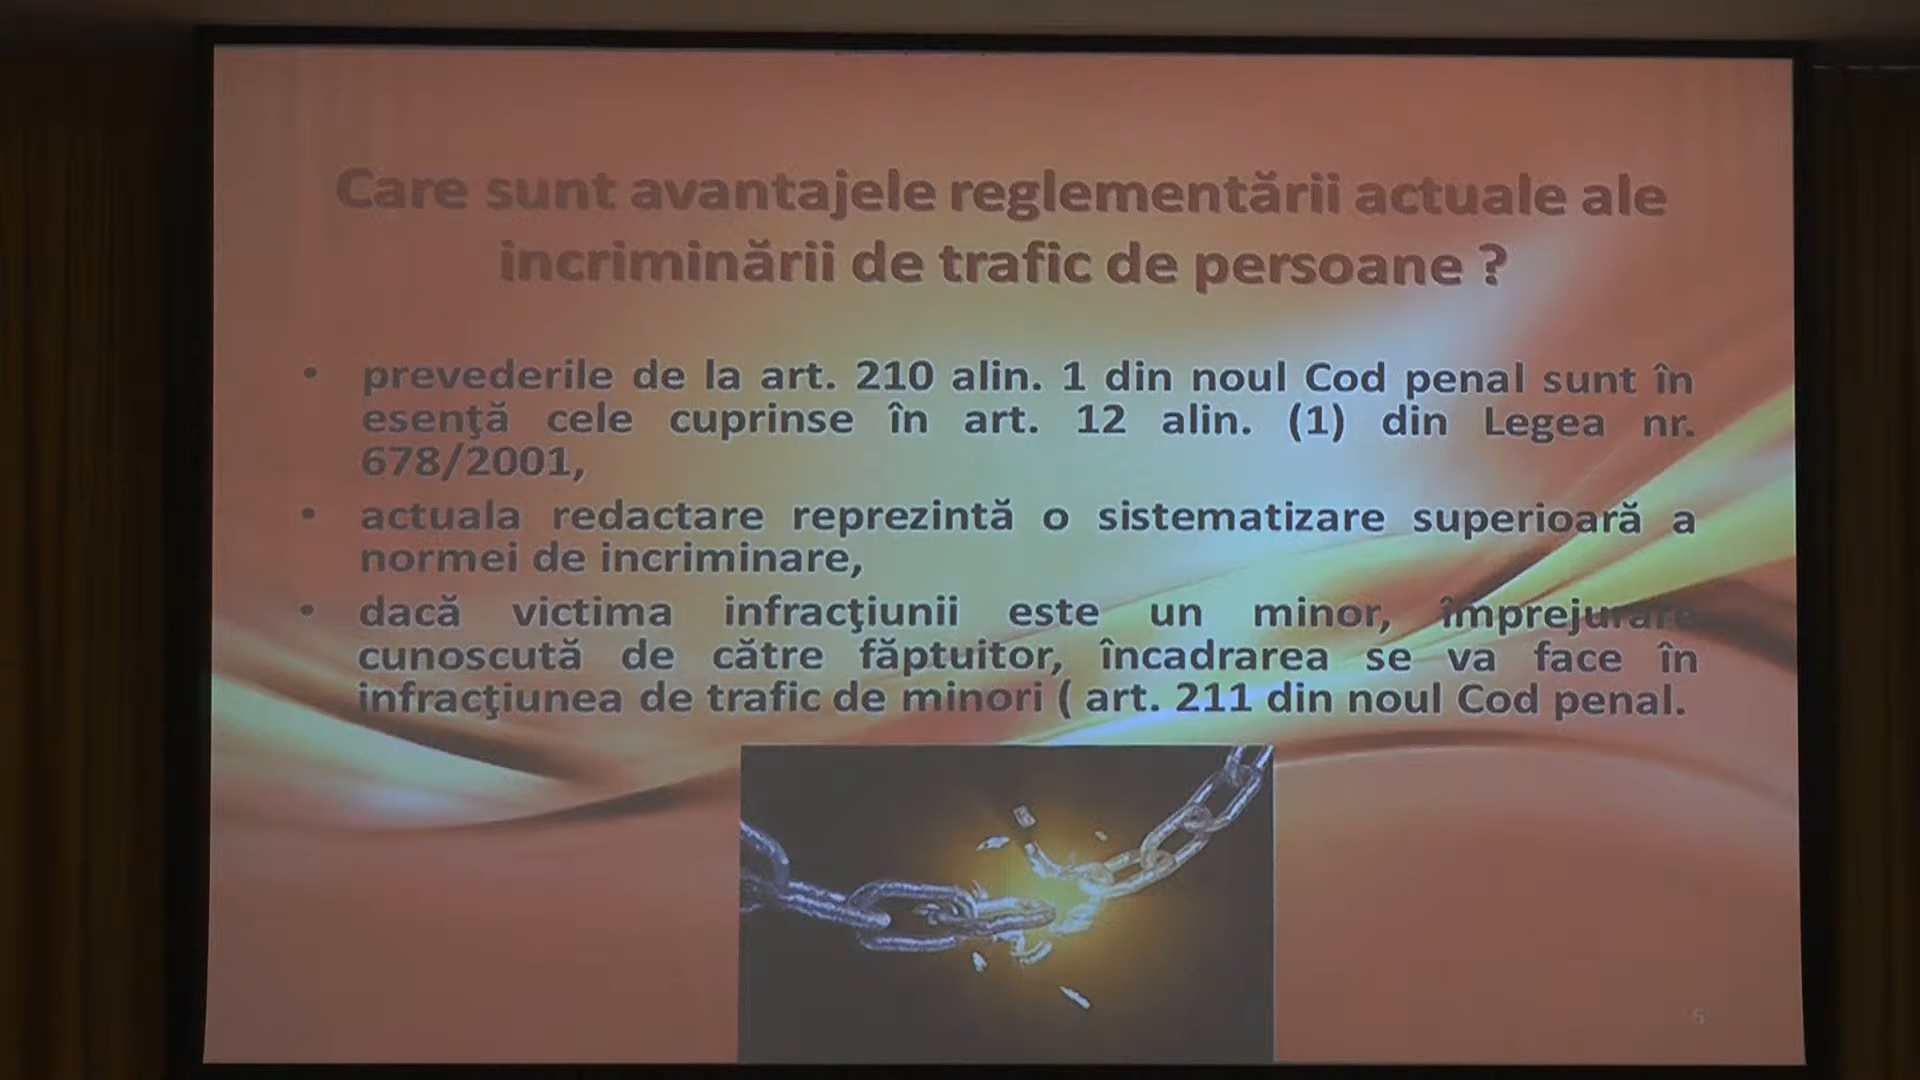 Care sunt avantajele reglementării actuale ale
incriminării de trafic de persoane ?
• prevederile de la art. 210 alin. 1 din noul Cod penal sunt în
esenţă cele cuprinse în art. 12 alin. (1) din Legea nr.
678/2001,
• actuala redactare reprezintă o sistematizare superioară a
normei de incriminare,
• dacă victima infracţiunii este un minor, împrejurare
cunoscută de către făptuitor, încadrarea se va face în
infracţiunea de trafic de minori ( art. 211 din noul Cod penal.
5